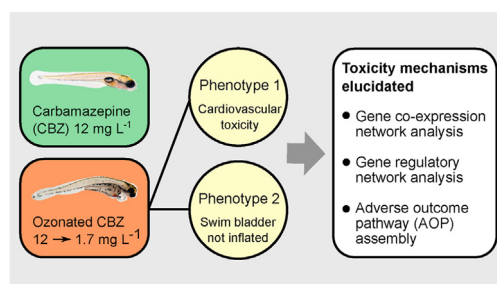 Carbamazepine
(CBZ) 12 mg L-1
Ozonated CBZ
12 → 1.7 mg L-1
Phenotype 1
Cardiovascular
toxicity
Phenotype 2
Swim bladder
not inflated
Toxicity mechanisms
elucidated
• Gene co-expression
network analysis
• Gene regulatory
network analysis
• Adverse outcome
pathway (AOP)
assembly